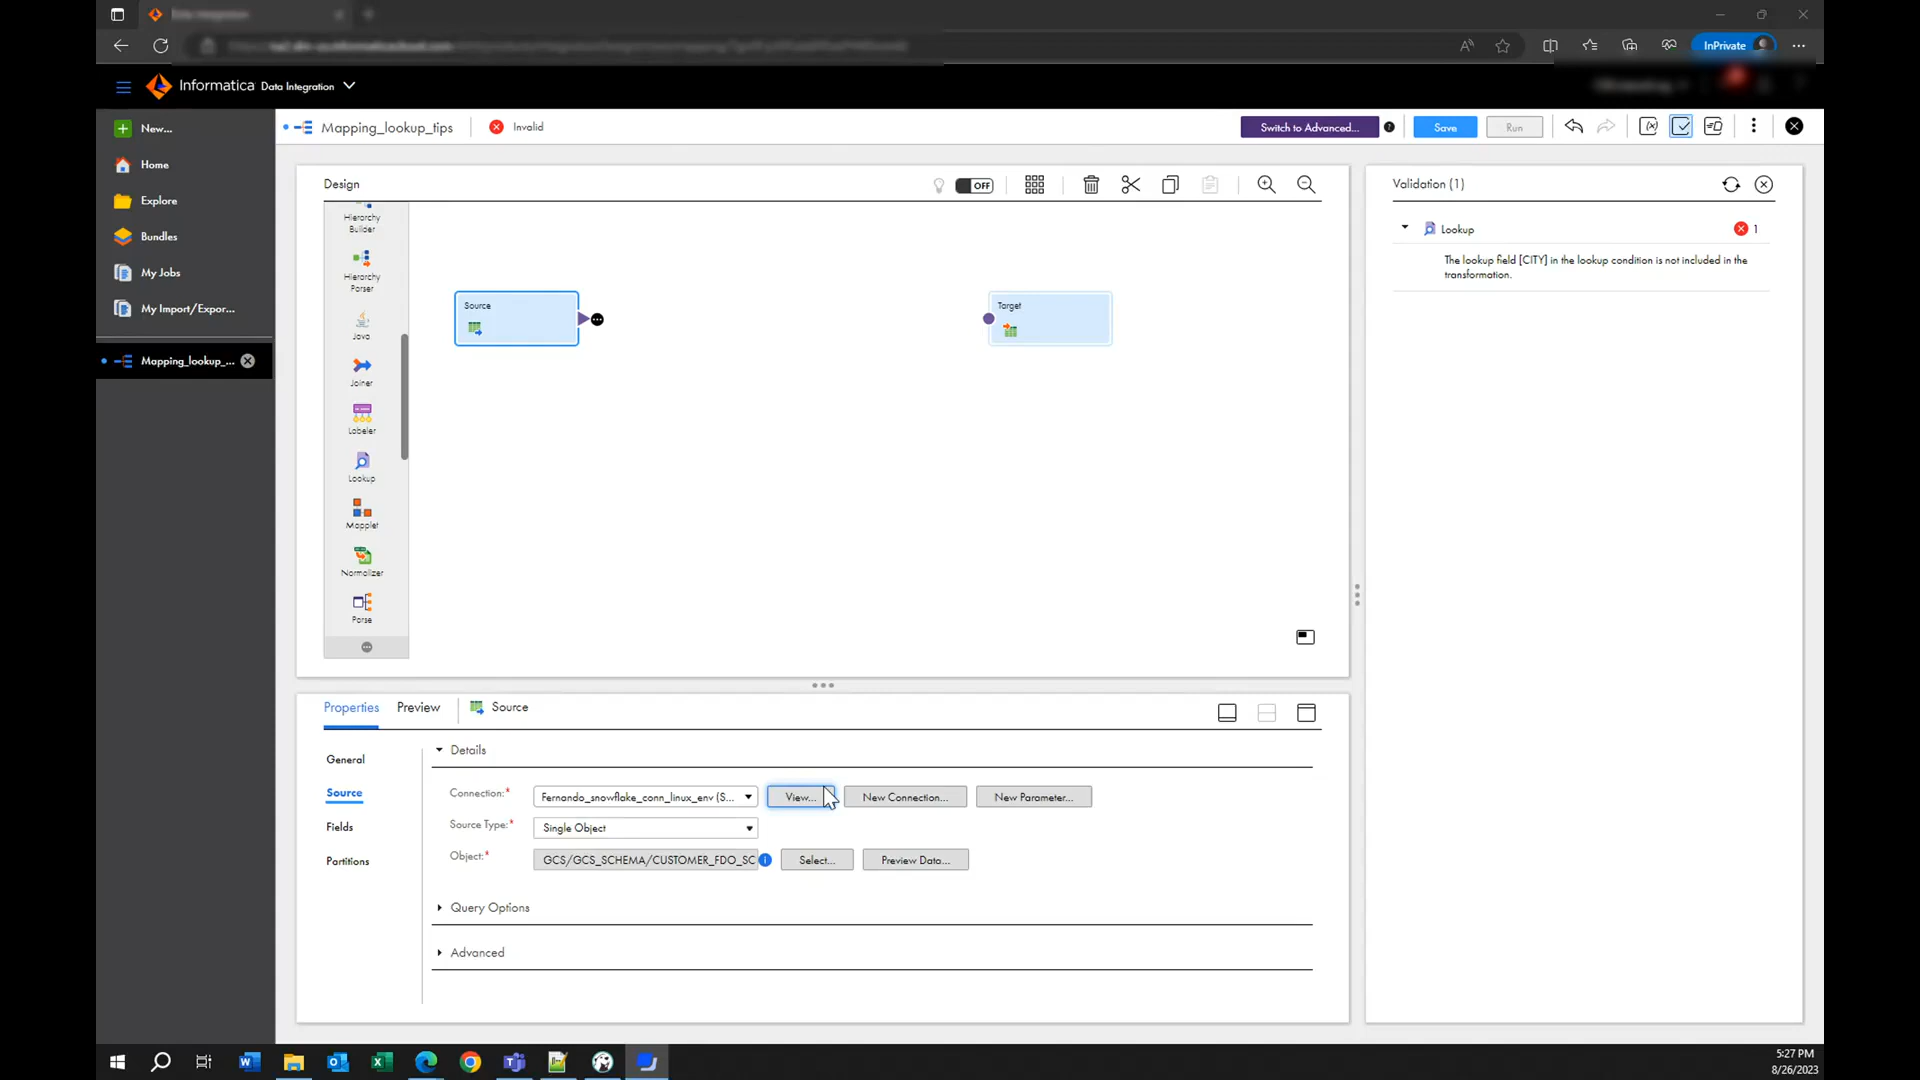 InPrivate
Informatica Data Integration
New...
Home
Explore
Bundles
My Jobs
My Import/Expor...
Mapping_lookup_...
Mapping_lookup_tips
Invalid
Switch to Advanced...
Save
Run
Design
OFF
Hierarchy
Builder
Hierarchy
Parser
Java
Joiner
Labeler
Lookup
Mapplet
Normalizer
Parse
Source
Target
Validation (1)
Lookup
1
The lookup field [CITY] in the lookup condition is not included in the
transformation.
Properties
Preview
Source
General
Source
Fields
Partitions
Details
Connection:*
Fernando_snowflake_conn_linux_env (S...
View...
New Connection...
New Parameter...
Source Type:*
Single Object
Object:*
GCS/GCS_SCHEMA/CUSTOMER_FDO_SC
Select...
Preview Data...
Query Options
Advanced
5:27 PM
8/26/2023